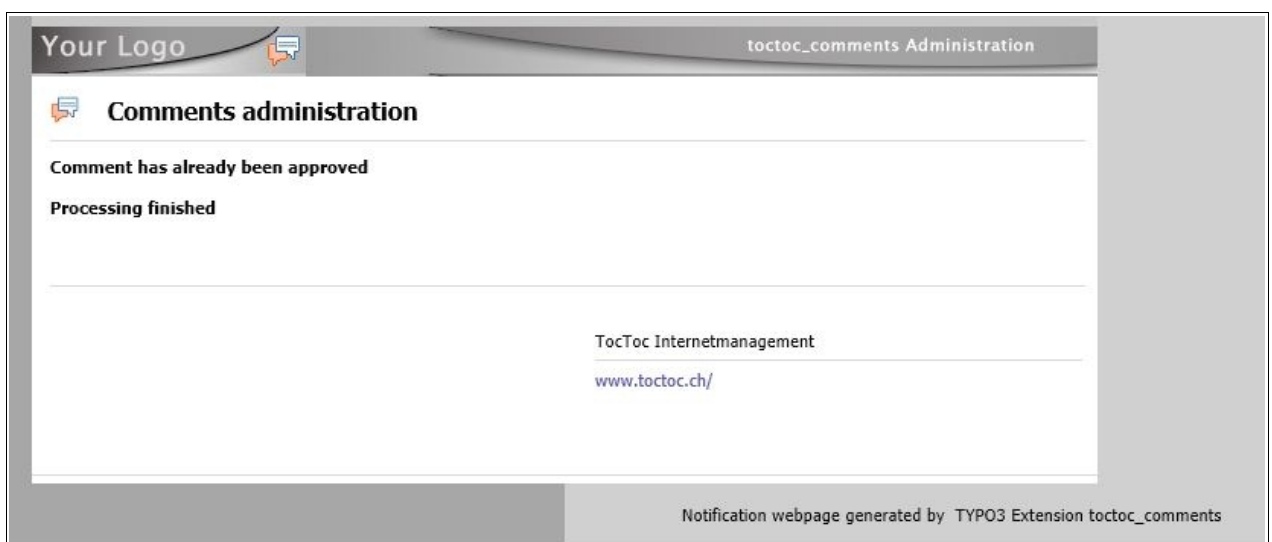 Your Logo
toctoc_comments Administration
Comments administration
Comment has already been approved
Processing finished
TocToc Internetmanagement
www.toctoc.ch/
Notification webpage generated by TYPO3 Extension toctoc_comments